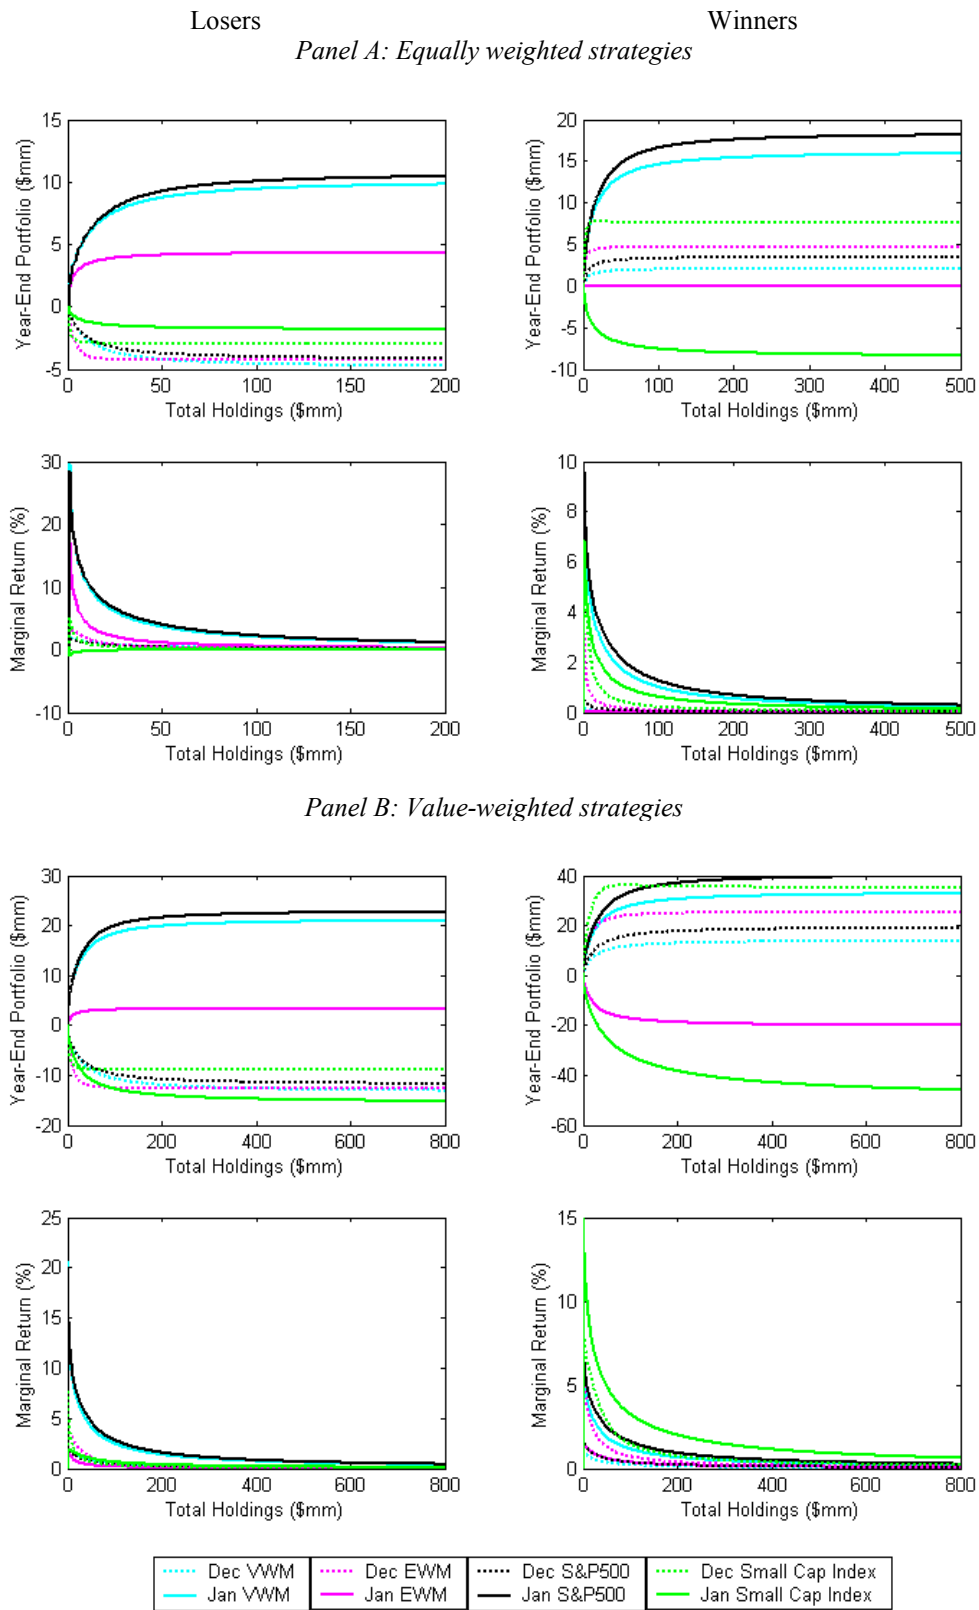 Losers Winners
Panel A: Equally weighted strategies
Year-End Portfolio ($mm)
15
10
5
0
-5
0 50 100 150 200
Total Holdings ($mm)
Year-End Portfolio ($mm)
20
15
10
5
0
-5
-10
0 100 200 300 400 500
Total Holdings ($mm)
Marginal Return (%)
30
20
10
0
-10
0 50 100 150 200
Total Holdings ($mm)
Marginal Return (%)
10
8
6
4
2
0
0 100 200 300 400 500
Total Holdings ($mm)
Panel B: Value-weighted strategies
Year-End Portfolio ($mm)
30
20
10
0
-10
-20
0 200 400 600 800
Total Holdings ($mm)
Year-End Portfolio ($mm)
40
20
0
-20
-40
-60
0 200 400 600 800
Total Holdings ($mm)
Marginal Return (%)
25
20
15
10
5
0
0 200 400 600 800
Total Holdings ($mm)
Marginal Return (%)
15
10
5
0
0 200 400 600 800
Total Holdings ($mm)
Dec VWM Dec EWM Dec S&P500 Dec Small Cap Index
Jan VWM Jan EWM Jan S&P500 Jan Small Cap Index